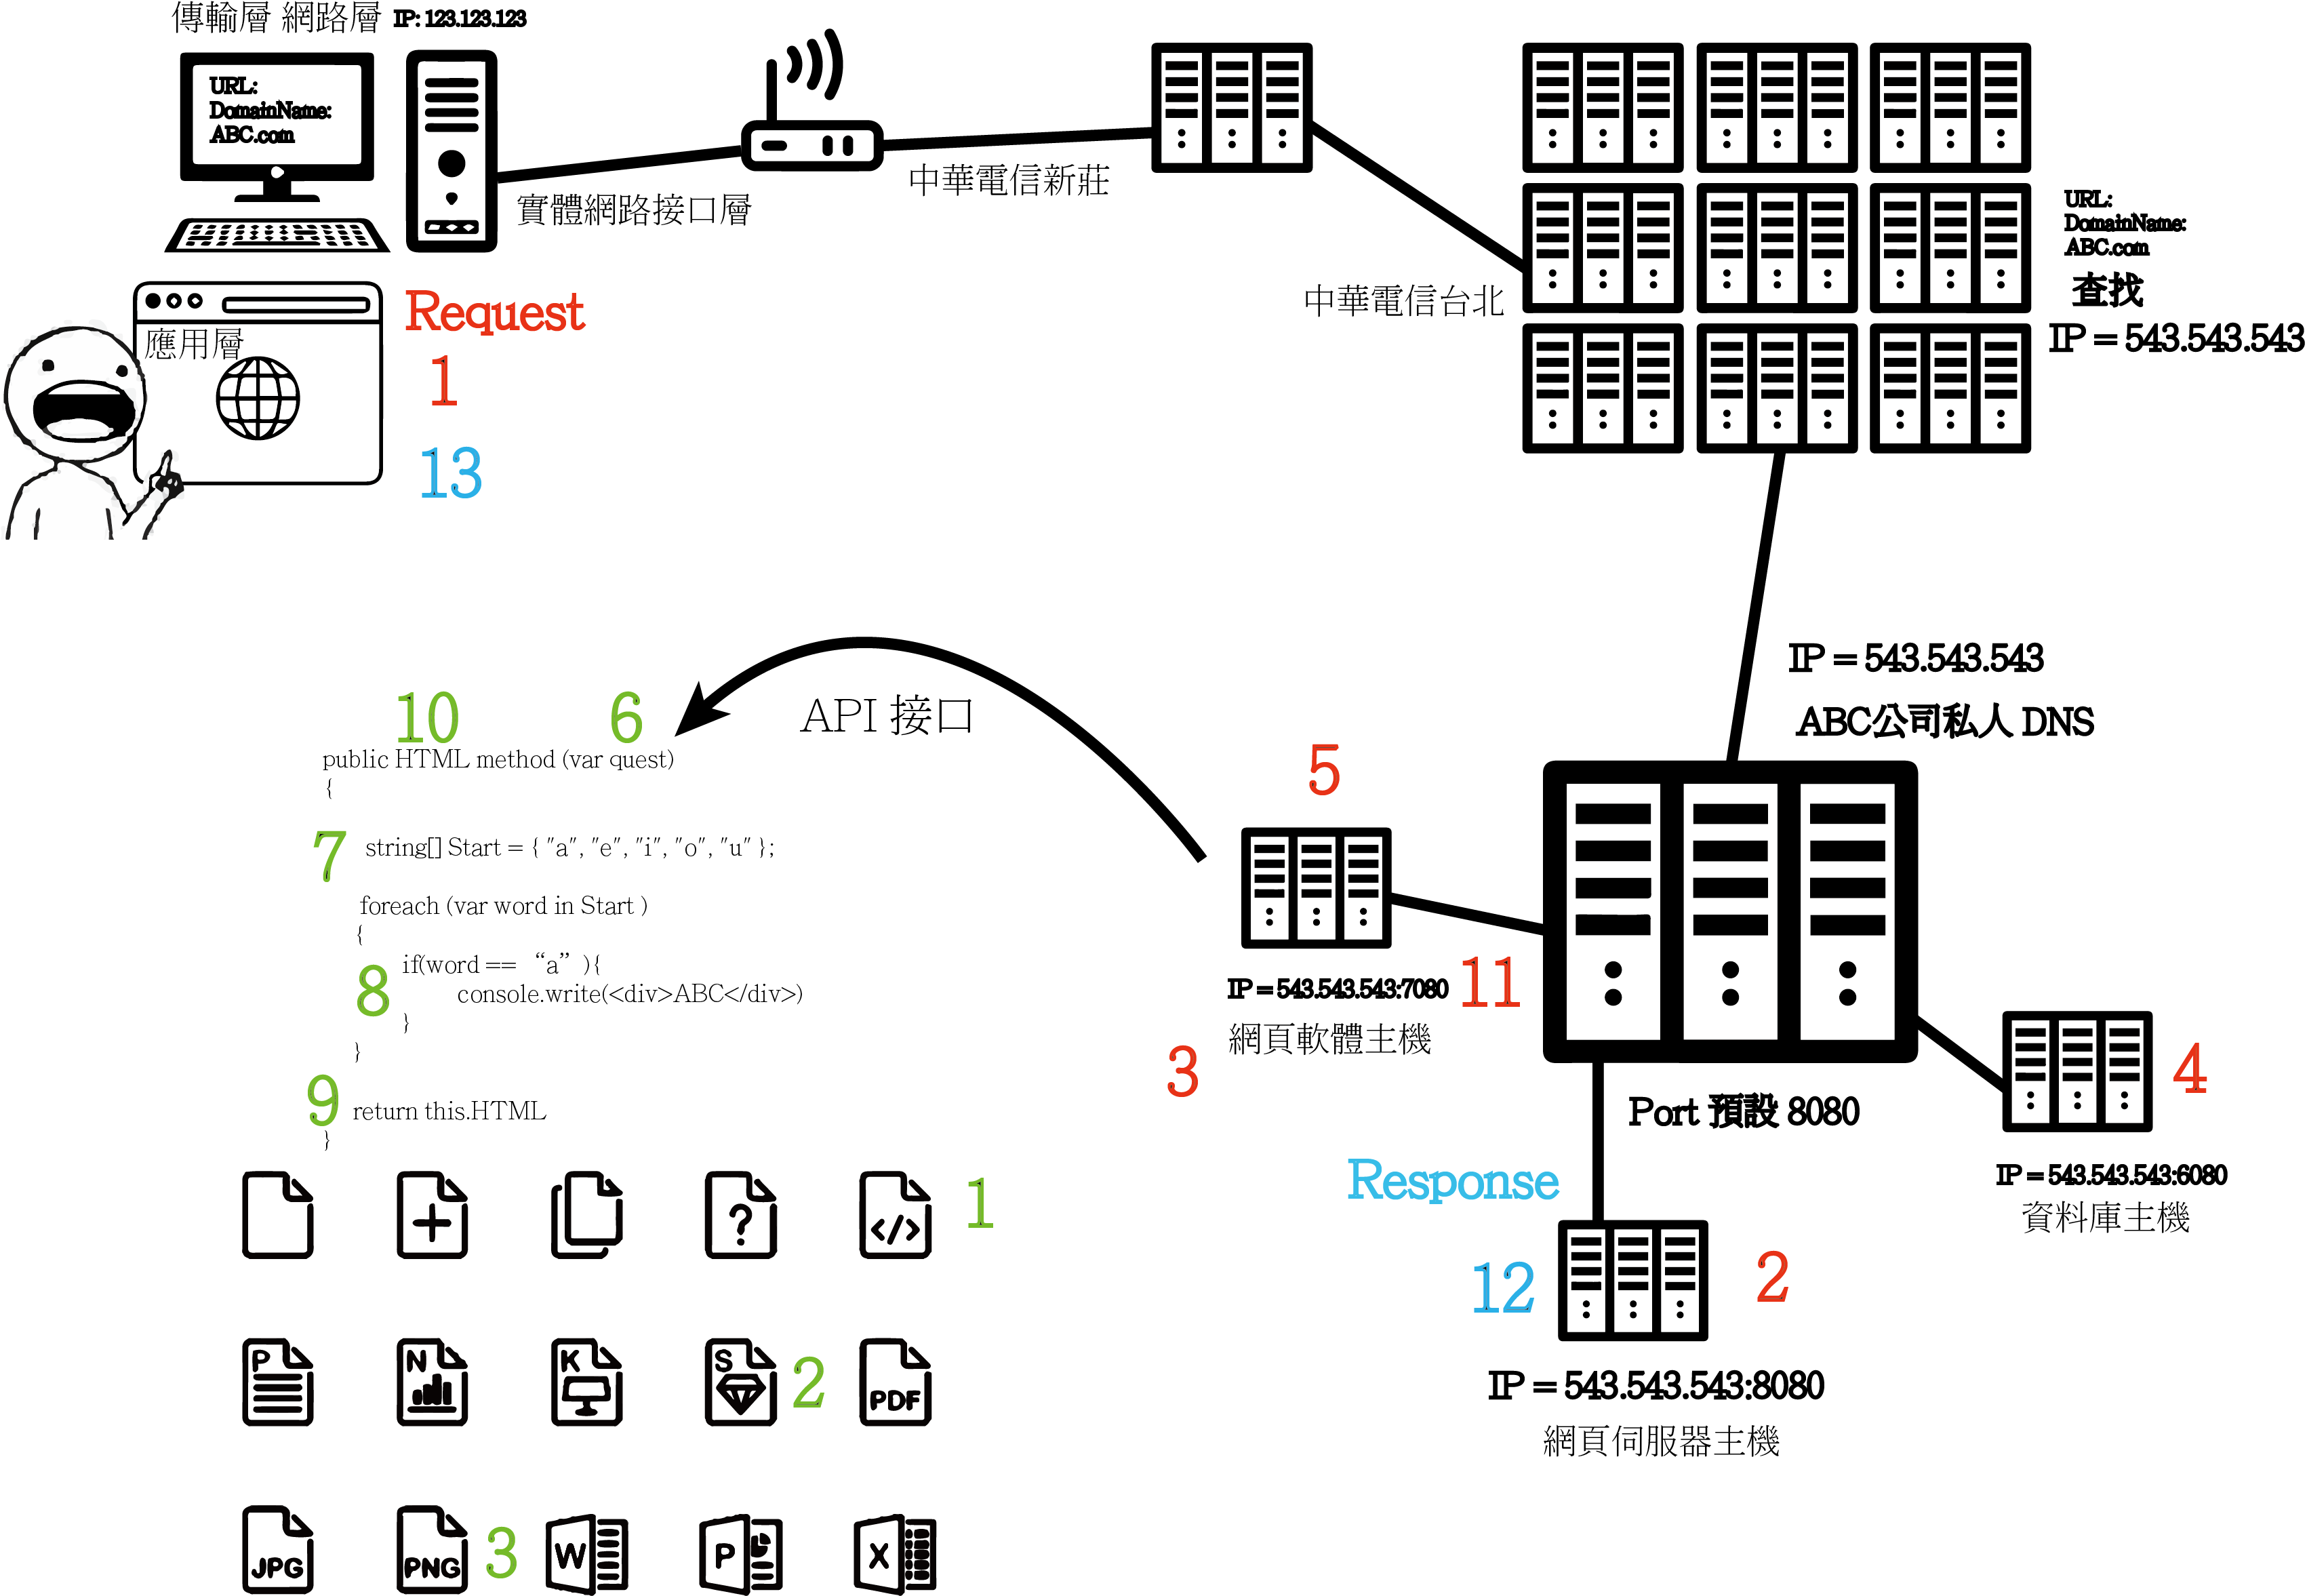 傳輸層 網路層 IP: 123.123.123
URL:
DomainName:
ABC.com
實體網路接口層
中華電信新莊
中華電信台北
URL:
DomainName:
ABC.com
查找
IP = 543.543.543
應用層
Request
1
13
IP = 543.543.543
ABC公司私人 DNS
API 接口
10
6
public HTML method (var quest)
{
7
string[] Start = { "a", "e", "i", "o", "u" };
foreach (var word in Start )
{
8
if(word == “a” ){
console.write(<div>ABC</div>)
}
}
9
return this.HTML
}
5
IP = 543.543.543:7080
11
網頁軟體主機
3
Port 預設 8080
4
IP = 543.543.543:6080
資料庫主機
Response
12
2
IP = 543.543.543:8080
網頁伺服器主機
?
</>
1
P
N
K
S
2
PDF
JPG
PNG
3
W
P
X